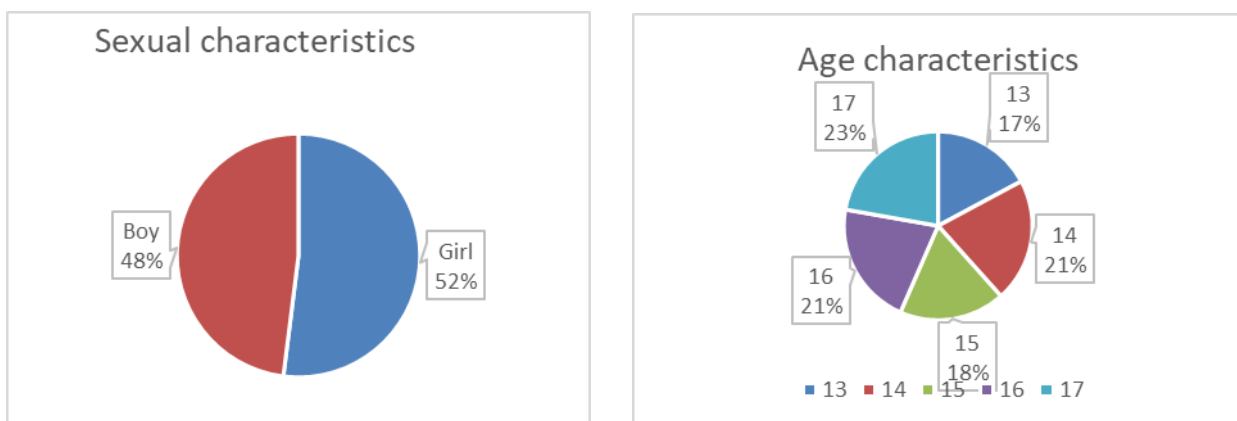 Sexual characteristics
Boy
48%
Girl
52%
Age characteristics
17
23%
13
17%
14
21%
16
21%
15
18%
13 14 15 16 17